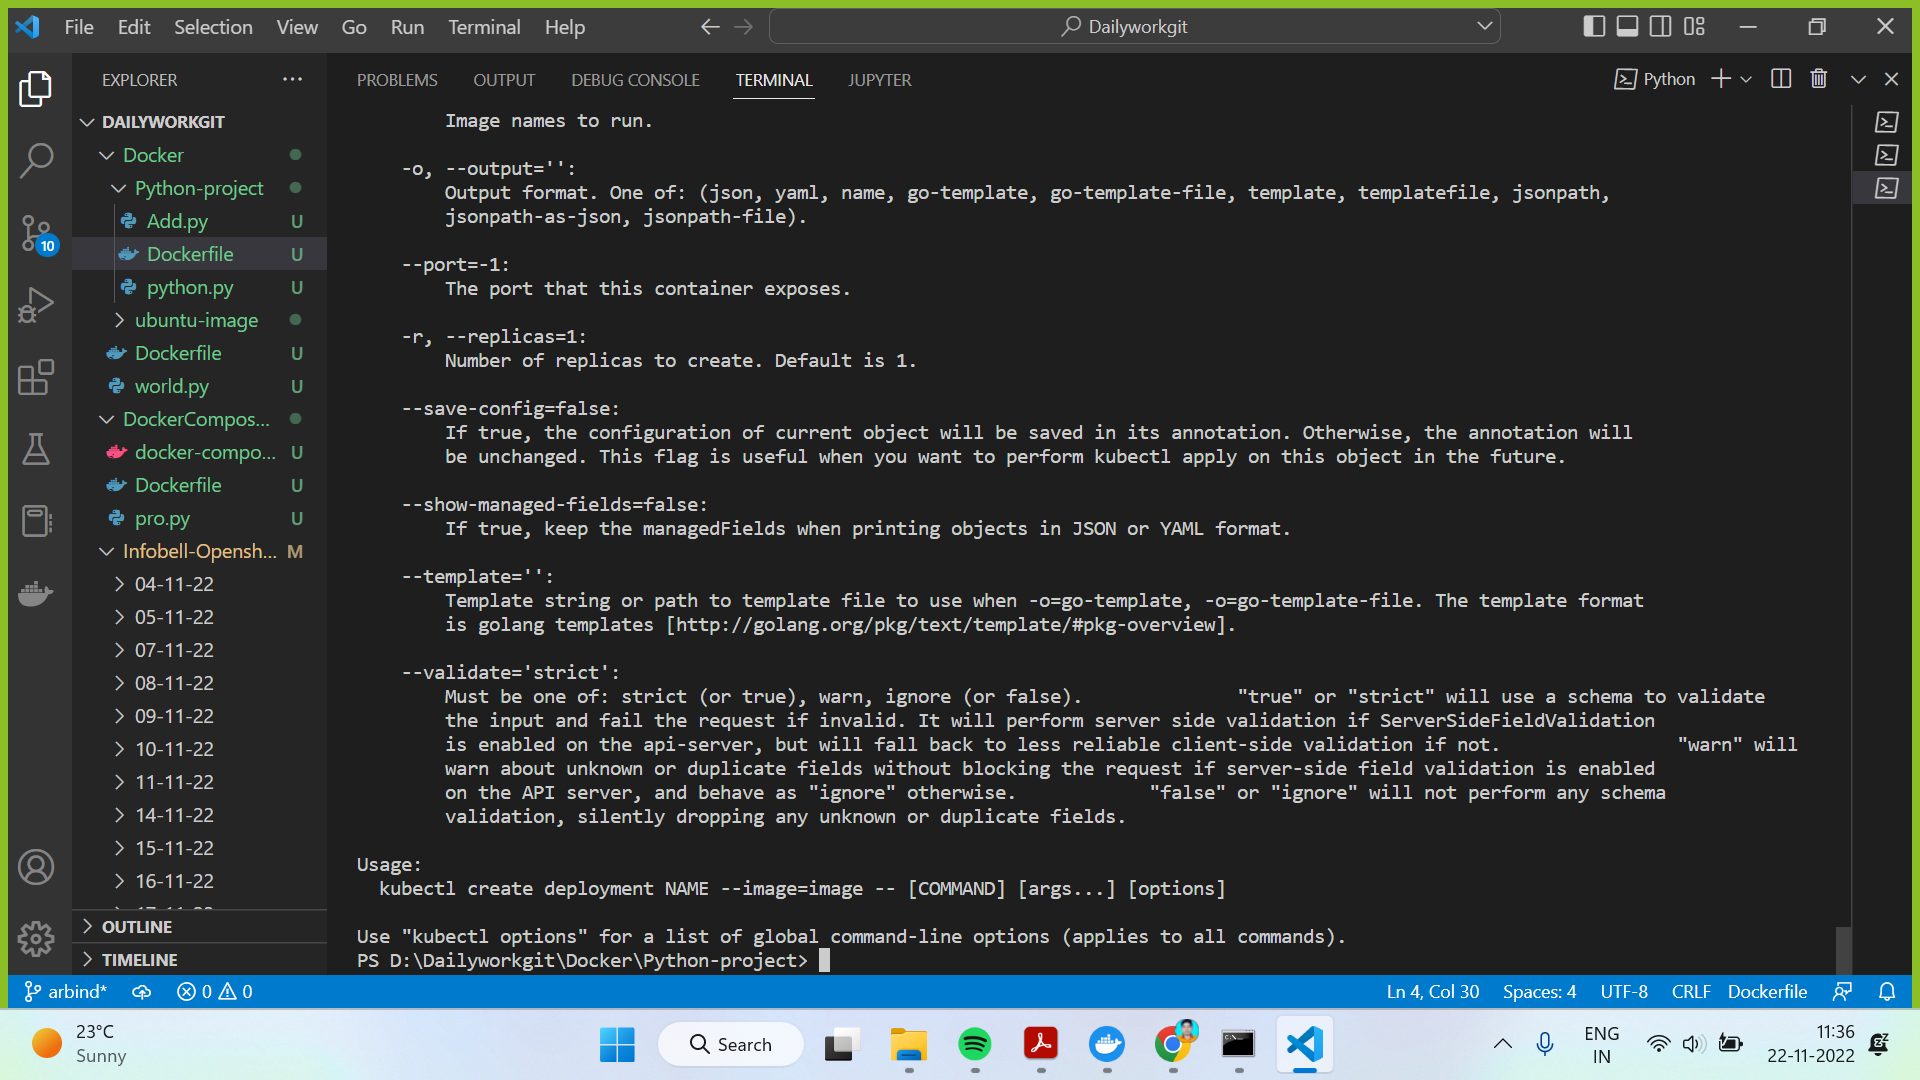 File Edit Selection View Go Run Terminal Help
Dailyworkgit
EXPLORER
DAILYWORKGIT
Docker
Python-project
Add.py U
Dockerfile U
python.py U
ubuntu-image
Dockerfile U
world.py U
DockerCompos...
docker-compo... U
Dockerfile U
pro.py U
Infobell-Opensh... M
04-11-22
05-11-22
07-11-22
08-11-22
09-11-22
10-11-22
11-11-22
14-11-22
15-11-22
16-11-22
OUTLINE
TIMELINE
10
PROBLEMS OUTPUT DEBUG CONSOLE TERMINAL JUPYTER
Python
Image names to run.
-o, --output='':
Output format. One of: (json, yaml, name, go-template, go-template-file, template, templatefile, jsonpath,
jsonpath-as-json, jsonpath-file).
--port=-1:
The port that this container exposes.
-r, --replicas=1:
Number of replicas to create. Default is 1.
--save-config=false:
If true, the configuration of current object will be saved in its annotation. Otherwise, the annotation will
be unchanged. This flag is useful when you want to perform kubectl apply on this object in the future.
--show-managed-fields=false:
If true, keep the managedFields when printing objects in JSON or YAML format.
--template='':
Template string or path to template file to use when -o=go-template, -o=go-template-file. The template format
is golang templates [http://golang.org/pkg/text/template/#pkg-overview].
--validate='strict':
Must be one of: strict (or true), warn, ignore (or false). "true" or "strict" will use a schema to validate
the input and fail the request if invalid. It will perform server side validation if ServerSideFieldValidation
is enabled on the api-server, but will fall back to less reliable client-side validation if not. "warn" will
warn about unknown or duplicate fields without blocking the request if server-side field validation is enabled
on the API server, and behave as "ignore" otherwise. "false" or "ignore" will not perform any schema
validation, silently dropping any unknown or duplicate fields.
Usage:
kubectl create deployment NAME --image=image -- [COMMAND] [args...] [options]
Use "kubectl options" for a list of global command-line options (applies to all commands).
PS D:\Dailyworkgit\Docker\Python-project>
arbind* 0 0
Ln 4, Col 30 Spaces: 4 UTF-8 CRLF Dockerfile
23°C
Sunny
Search
ENG
IN
11:36
22-11-2022